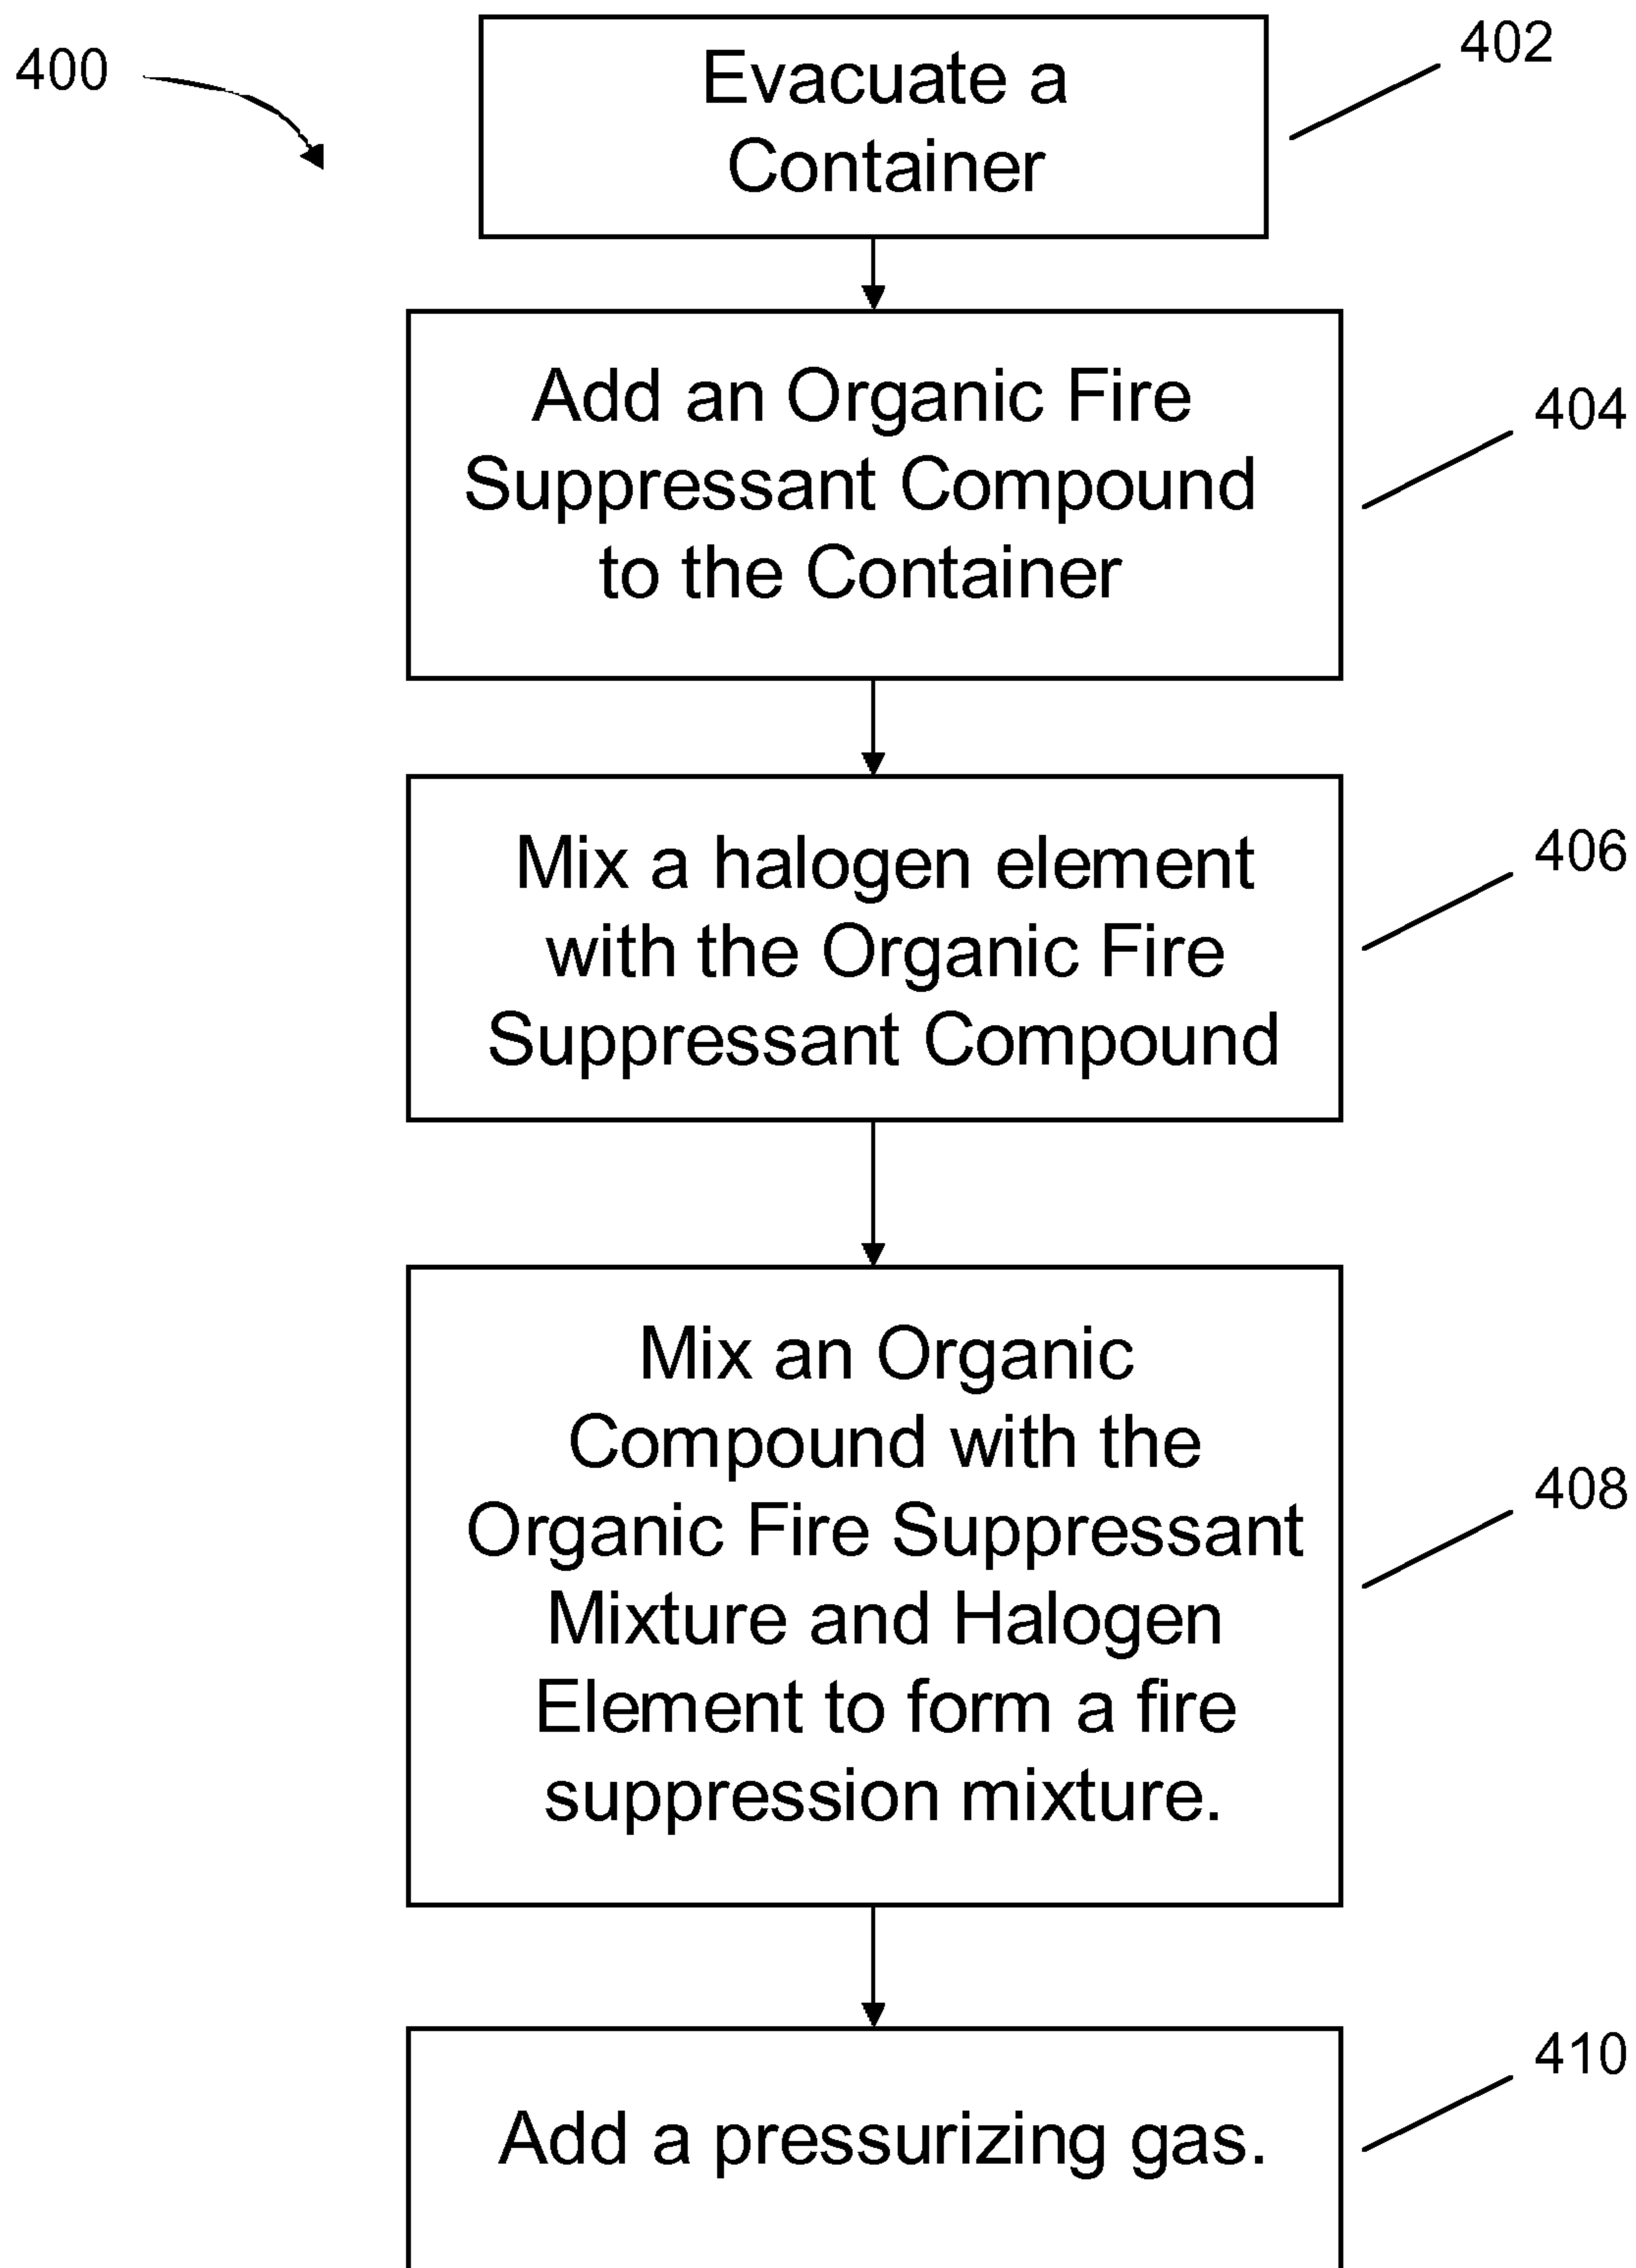 400
Evacuate a
Container
402
Add an Organic Fire
Suppressant Compound
to the Container
404
Mix a halogen element
with the Organic Fire
Suppressant Compound
406
Mix an Organic
Compound with the
Organic Fire Suppressant
Mixture and Halogen
Element to form a fire
suppression mixture.
408
Add a pressurizing gas.
410